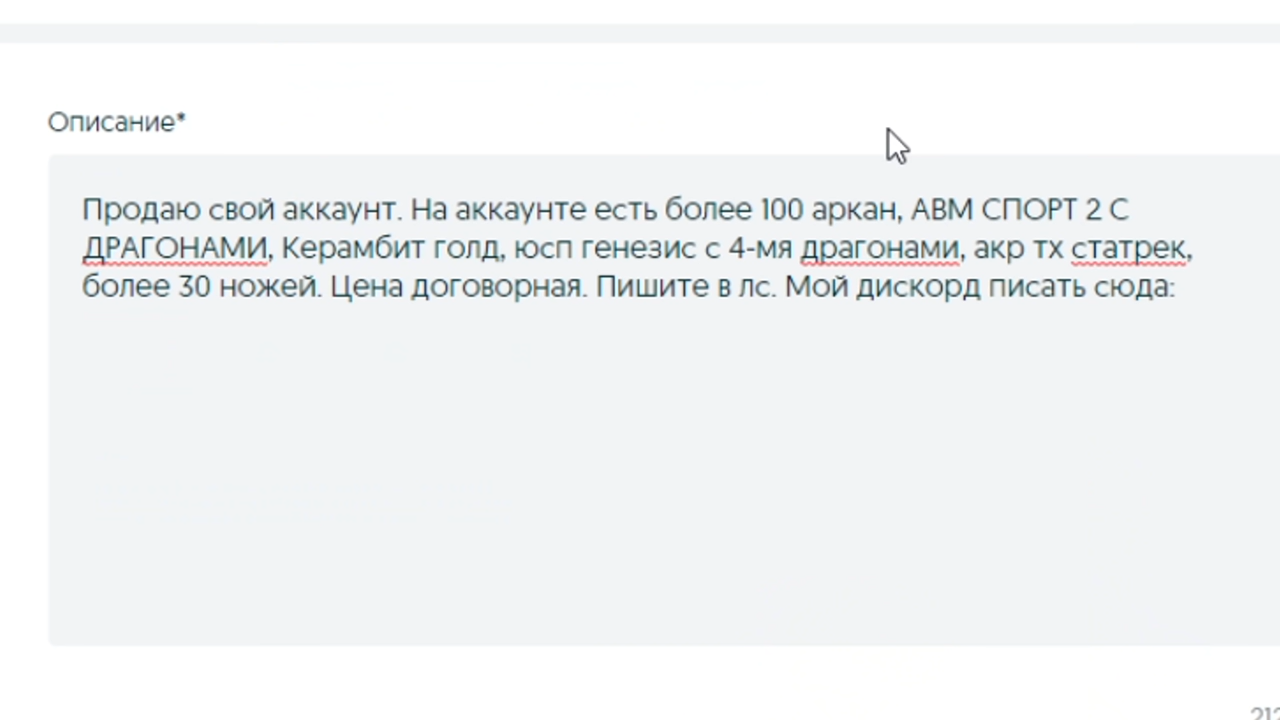 Описание*
Продаю свой аккаунт. На аккаунте есть более 100 аркан, АВМ СПОРТ 2 С
ДРАГОНАМИ, Керамбит голд, юсп генезис с 4-мя драгонами, акр тх статрек,
более 30 ножей. Цена договорная. Пишите в лс. Мой дискорд писать сюда: